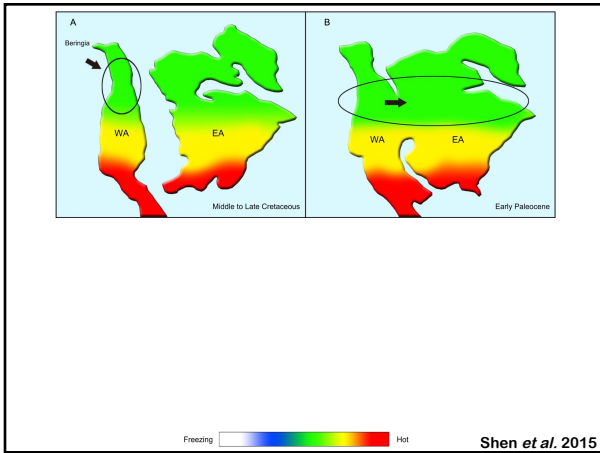 A
Beringia
WA
EA
Middle to Late Cretaceous
B
WA
EA
Early Paleocene
Freezing
Hot
Shen et al. 2015